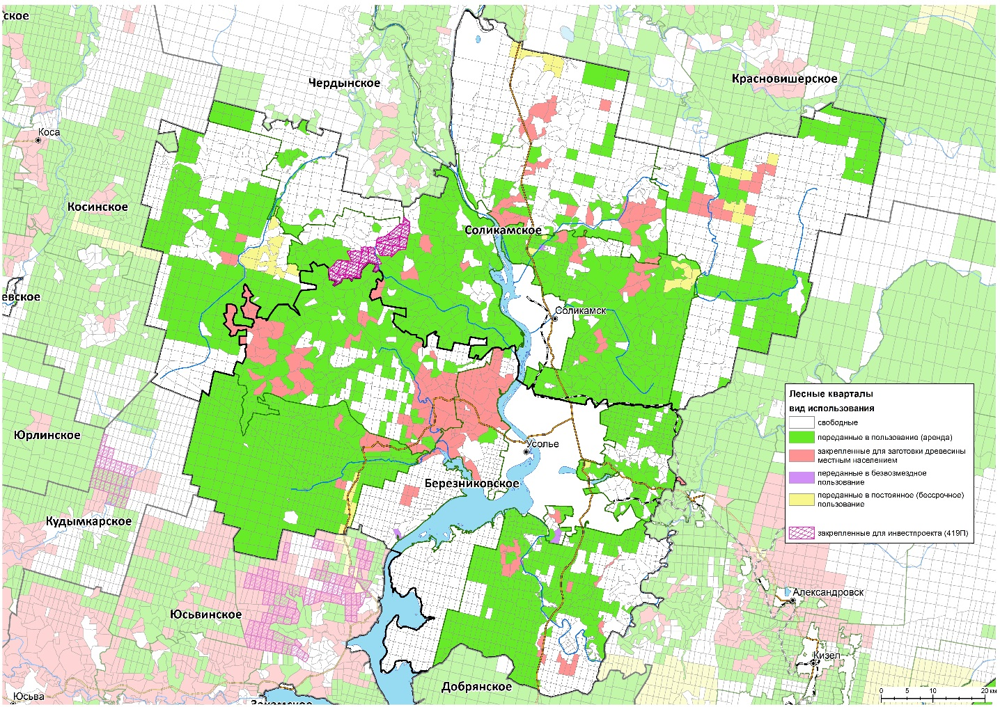 ское
Чердынское
Красновишерское
Коса
Косинское
Соликамское
евское
Соликамск
Лесные кварталы
вид использования
свободные
переданные в пользование (аренда)
закрепленные для заготовки древесины
местным населением
переданные в безвозмездное
пользование
переданные в постоянное (бессрочное)
пользование
закрепленные для инвестпроекта (419П)
Юрлинское
Усолье
Березниковское
Кудымкарское
Александровск
Юсьвинское
Кизел
Добрянское
Юсьва
Закамское
0 5 10 20 км